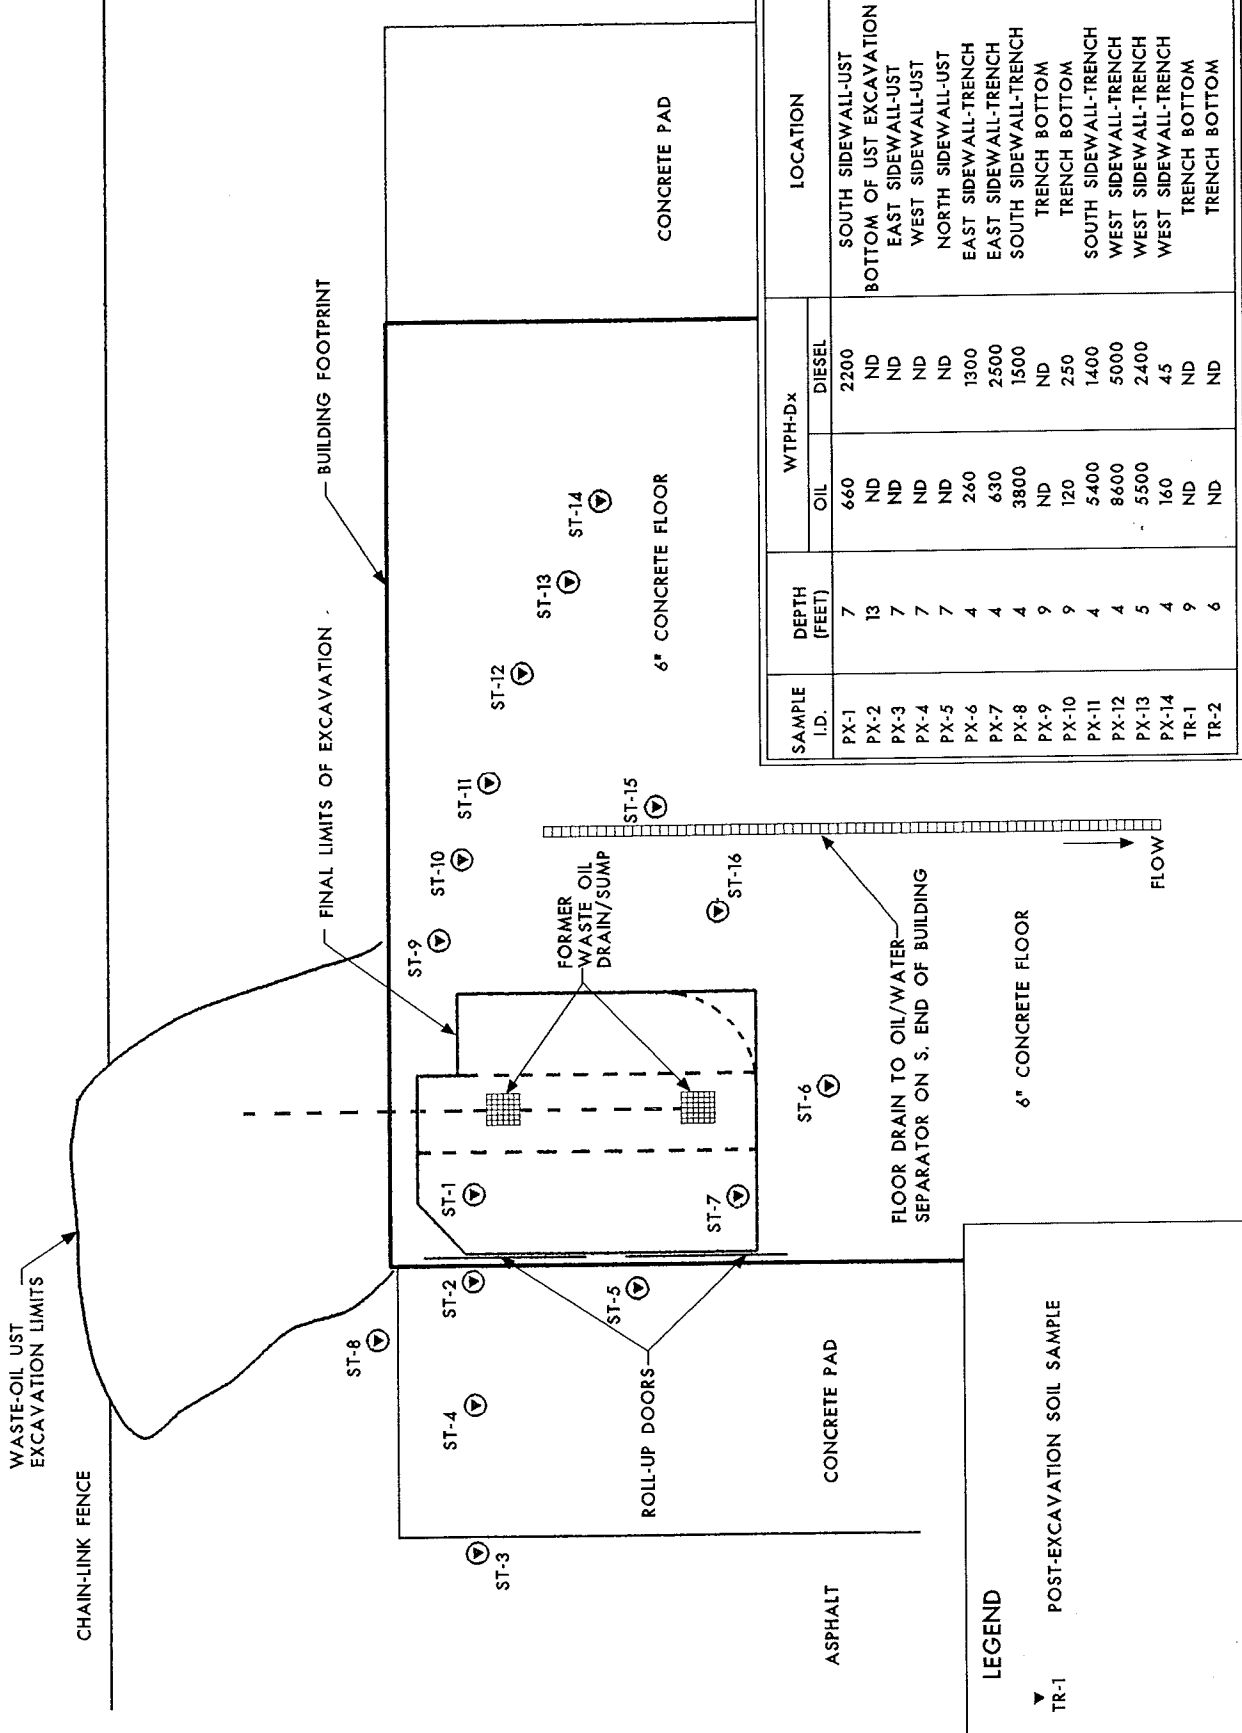 WASTE-OIL UST
EXCAVATION LIMITS
CHAIN-LINK FENCE
FINAL LIMITS OF EXCAVATION
BUILDING FOOTPRINT
CONCRETE PAD
ST-8
ST-3
ST-4
ST-2
ST-1
ST-9
ST-10
ST-11
ST-12
ST-13
ST-14
FORMER
WASTE OIL
DRAIN/SUMP
ST-5
ST-7
ST-6
ST-16
ST-15
6" CONCRETE FLOOR
ROLL-UP DOORS
ASPHALT
CONCRETE PAD
FLOOR DRAIN TO OIL/WATER
SEPARATOR ON S. END OF BUILDING
6" CONCRETE FLOOR
FLOW
LEGEND
TR-1 POST-EXCAVATION SOIL SAMPLE
SAMPLE I.D. DEPTH (FEET) WTPH-Dx LOCATION
OIL DIESEL
PX-1 7 660 2200 SOUTH SIDEWALL-UST
PX-2 13 ND ND BOTTOM OF UST EXCAVATION
PX-3 7 ND ND EAST SIDEWALL-UST
PX-4 7 ND ND WEST SIDEWALL-UST
PX-5 7 ND ND NORTH SIDEWALL-UST
PX-6 4 260 1300 EAST SIDEWALL-TRENCH
PX-7 4 630 2500 EAST SIDEWALL-TRENCH
PX-8 4 3800 1500 SOUTH SIDEWALL-TRENCH
PX-9 9 ND ND TRENCH BOTTOM
PX-10 9 120 250 TRENCH BOTTOM
PX-11 4 5400 1400 SOUTH SIDEWALL-TRENCH
PX-12 4 8600 5000 WEST SIDEWALL-TRENCH
PX-13 5 5500 2400 WEST SIDEWALL-TRENCH
PX-14 4 160 45 WEST SIDEWALL-TRENCH
TR-1 9 ND ND TRENCH BOTTOM
TR-2 6 ND ND TRENCH BOTTOM